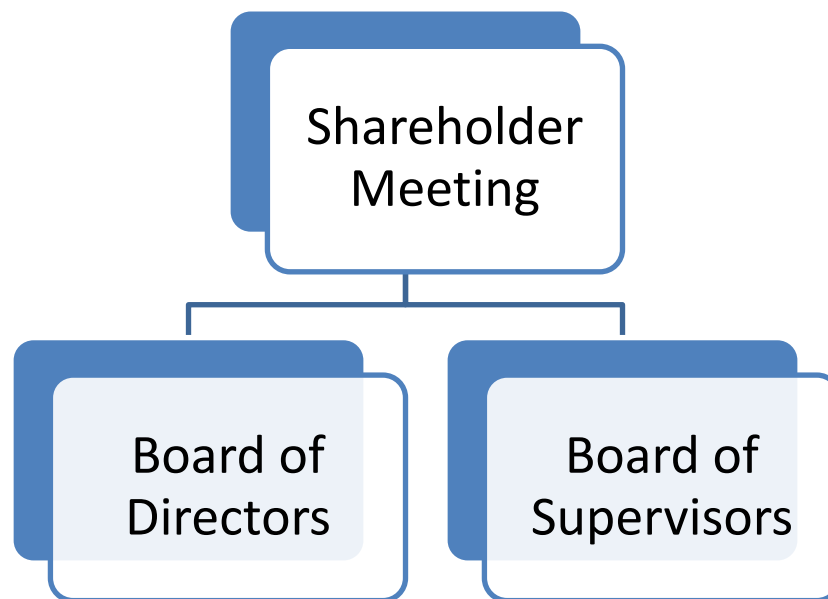 Shareholder
Meeting
Board of
Directors
Board of
Supervisors